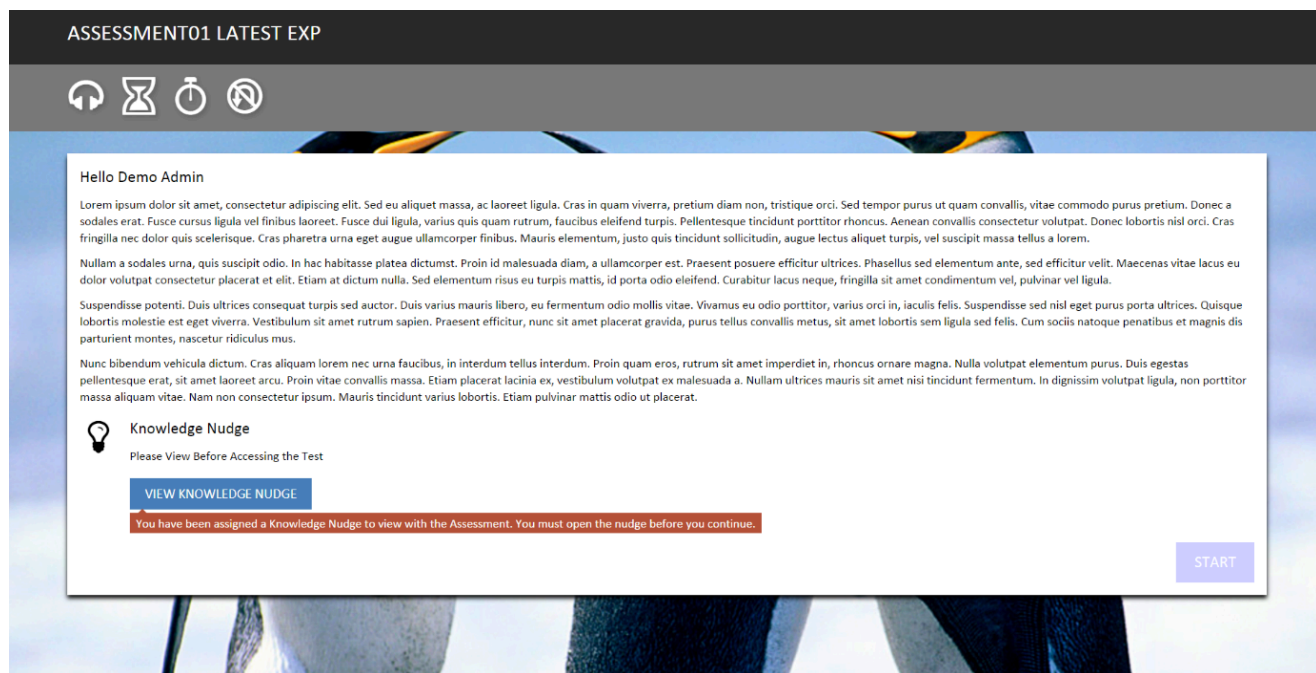 ASSESSMENT01 LATEST EXP
Hello Demo Admin
Lorem ipsum dolor sit amet, consectetur adipiscing elit. Sed eu aliquet massa, ac laoreet ligula. Cras in quam viverra, pretium diam non, tristique orci. Sed tempor purus ut quam convallis, vitae commodo purus pretium. Donec a
sodales erat. Fusce cursus ligula vel finibus laoreet. Fusce dui ligula, varius quis quam rutrum, faucibus eleifend turpis. Pellentesque tincidunt porttitor rhoncus. Aenean convallis consectetur volutpat. Donec lobortis nisl orci. Cras
fringilla nec dolor quis scelerisque. Cras pharetra urna eget augue ullamcorper finibus. Mauris elementum, justo quis tincidunt sollicitudin, augue lectus aliquet turpis, vel suscipit massa tellus a lorem.
Nullam a sodales urna, quis suscipit odio. In hac habitasse platea dictumst. Proin id malesuada diam, a ullamcorper est. Praesent posuere efficitur ultrices. Phasellus sed elementum ante, sed efficitur velit. Maecenas vitae lacus eu
dolor volutpat consectetur placerat et elit. Etiam at dictum nulla. Sed elementum risus eu turpis mattis, id porta odio eleifend. Curabitur lacus neque, fringilla sit amet condimentum vel, pulvinar vel ligula.
Suspendisse potenti. Duis ultrices consequat turpis sed auctor. Duis varius mauris libero, eu fermentum odio mollis vitae. Vivamus eu odio porttitor, varius orci in, iaculis felis. Suspendisse sed nisl eget purus porta ultrices. Quisque
lobortis molestie est eget viverra. Vestibulum sit amet rutrum sapien. Praesent efficitur, nunc sit amet placerat gravida, purus tellus convallis metus, sit amet lobortis sem ligula sed felis. Cum sociis natoque penatibus et magnis dis
parturient montes, nascetur ridiculus mus.
Nunc bibendum vehicula dictum. Cras aliquam lorem nec urna faucibus, in interdum tellus interdum. Proin quam eros, rutrum sit amet imperdiet in, rhoncus ornare magna. Nulla volutpat elementum purus. Duis egestas
pellentesque erat, sit amet laoreet arcu. Proin vitae convallis massa. Etiam placerat lacinia ex, vestibulum volutpat ex malesuada a. Nullam ultrices mauris sit amet nisi tincidunt fermentum. In dignissim volutpat ligula, non porttitor
massa aliquam vitae. Nam non consectetur ipsum. Mauris tincidunt varius lobortis. Etiam pulvinar mattis odio ut placerat.
Knowledge Nudge
Please View Before Accessing the Test
VIEW KNOWLEDGE NUDGE
You have been assigned a Knowledge Nudge to view with the Assessment. You must open the nudge before you continue.
START